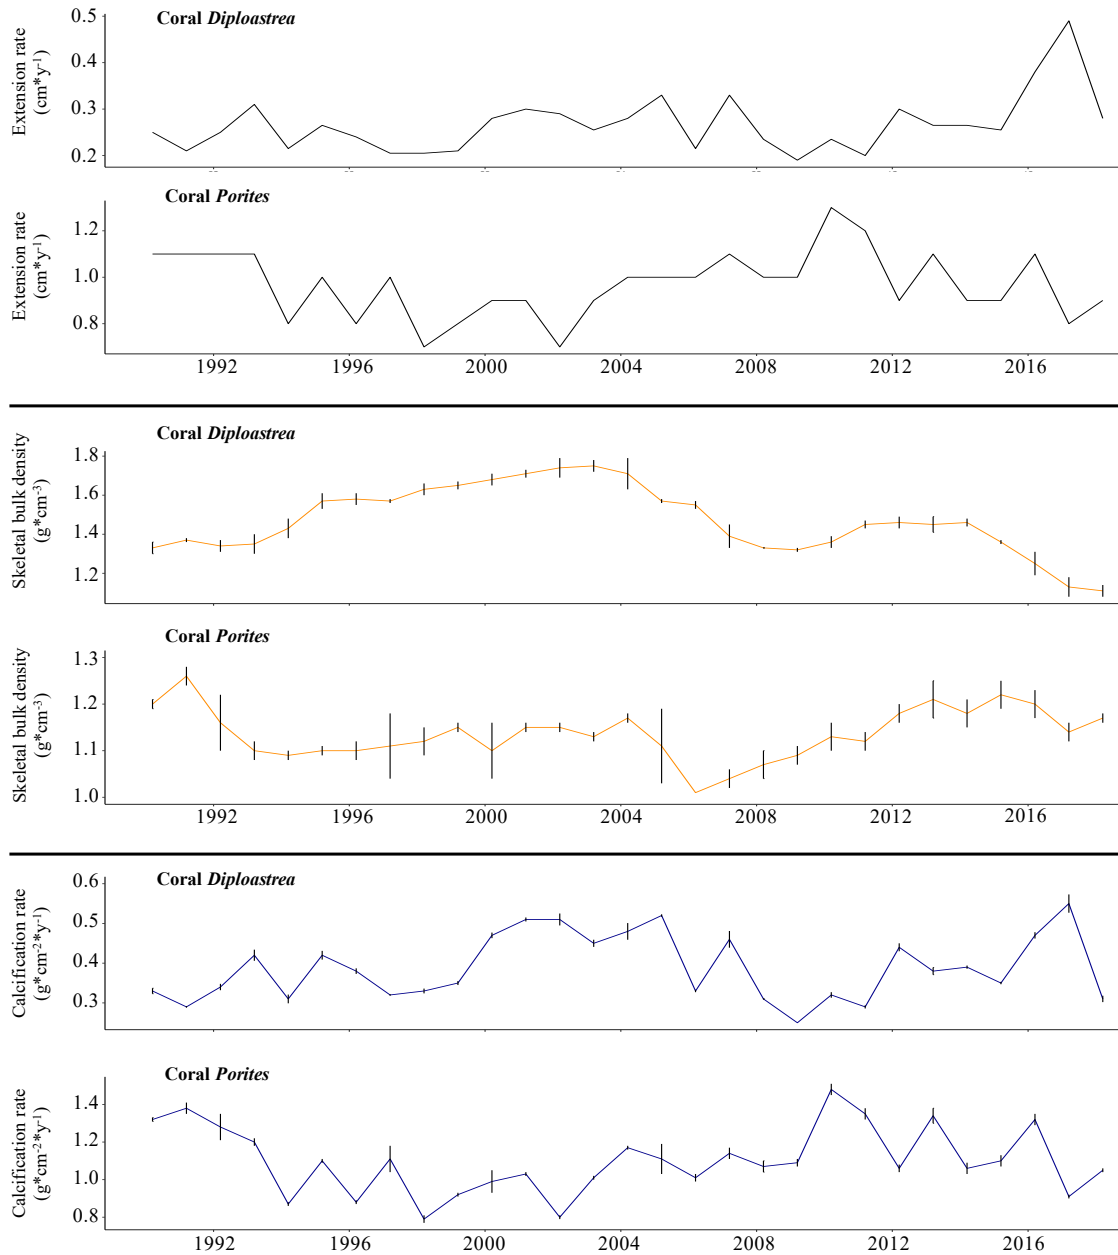 Coral Diploastrea
Extension rate
(cm*y-1)
0.5
0.4
0.3
0.2
Coral Porites
Extension rate
(cm*y-1)
1.2
1.0
0.8
1992 1996 2000 2004 2008 2012 2016
Coral Diploastrea
Skeletal bulk density
(g*cm-3)
1.8
1.6
1.4
1.2
Coral Porites
Skeletal bulk density
(g*cm-3)
1.3
1.2
1.1
1.0
1992 1996 2000 2004 2008 2012 2016
Coral Diploastrea
Calcification rate
(g*cm-2*y-1)
0.6
0.5
0.4
0.3
Coral Porites
Calcification rate
(g*cm-2*y-1)
1.4
1.2
1.0
0.8
1992 1996 2000 2004 2008 2012 2016